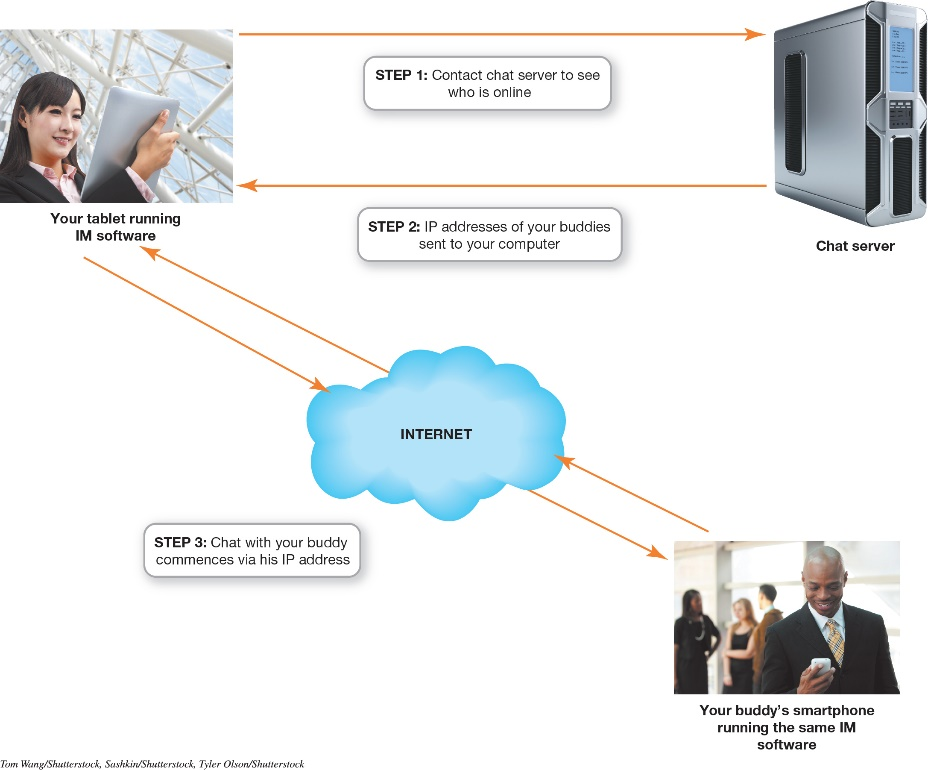 STEP 1: Contact chat server to see
who is online
STEP 2: IP addresses of your buddies
sent to your computer
Your tablet running
IM software
Chat server
INTERNET
STEP 3: Chat with your buddy
commences via his IP address
Your buddy's smartphone
running the same IM
software
Tom Wang/Shutterstock, Sashkin/Shutterstock, Tyler Olson/Shutterstock